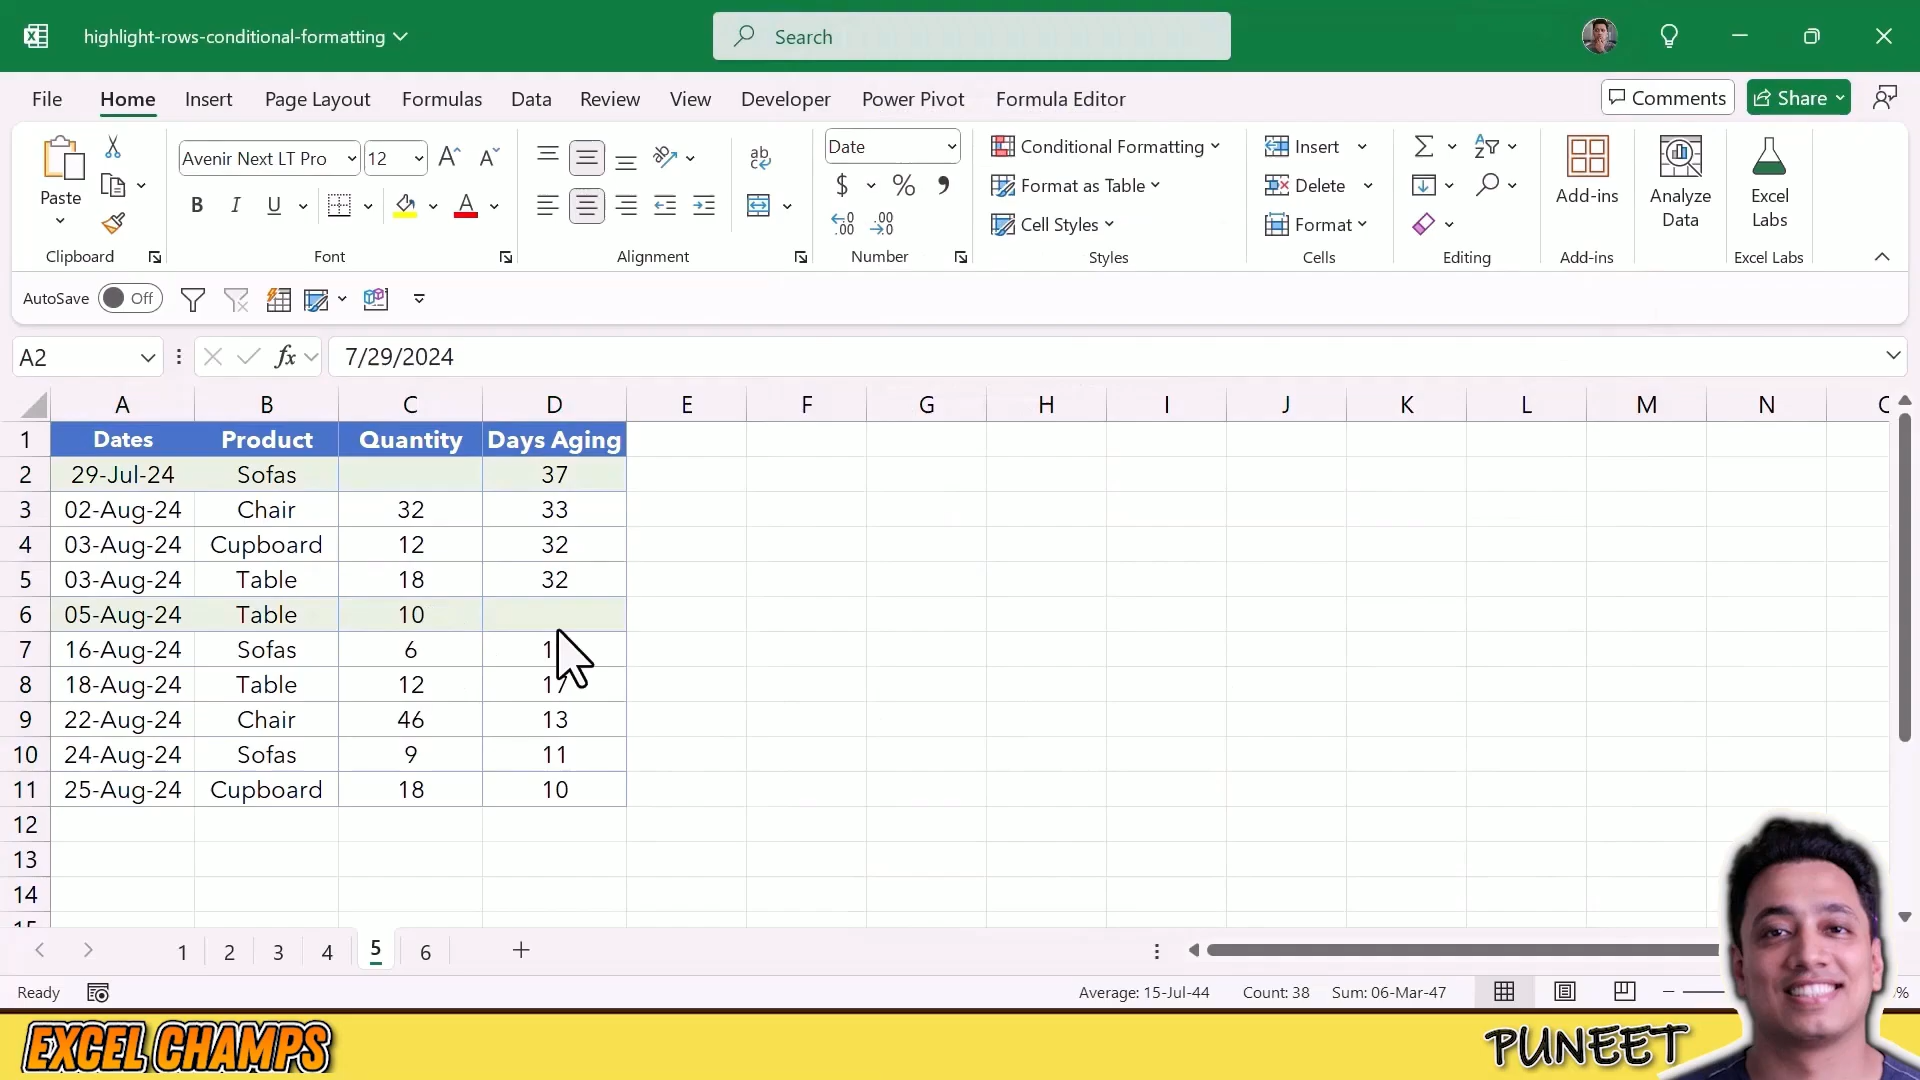 highlight-rows-conditional-formatting
Search
File Home Insert Page Layout Formulas Data Review View Developer Power Pivot Formula Editor Comments Share
Paste
Clipboard
Avenir Next LT Pro 12
B I U A
Font
ab
Alignment
Date
$ % 9
Number
Conditional Formatting
Format as Table
Cell Styles
Styles
Insert
Delete
Format
Cells
Editing
Add-ins
Add-ins
Analyze
Data
Excel
Labs
Excel Labs
AutoSave Off
A2 fx 7/29/2024
A B C D E F G H I J K L M N
1 Dates Product Quantity Days Aging
2 29-Jul-24 Sofas 37
3 02-Aug-24 Chair 32 33
4 03-Aug-24 Cupboard 12 32
5 03-Aug-24 Table 18 32
6 05-Aug-24 Table 10
7 16-Aug-24 Sofas 6
8 18-Aug-24 Table 12 17
9 22-Aug-24 Chair 46 13
10 24-Aug-24 Sofas 9 11
11 25-Aug-24 Cupboard 18 10
12
13
14
15
1 2 3 4 5 6
Ready Average: 15-Jul-44 Count: 38 Sum: 06-Mar-47 %
EXCEL CHAMPS PUNEET